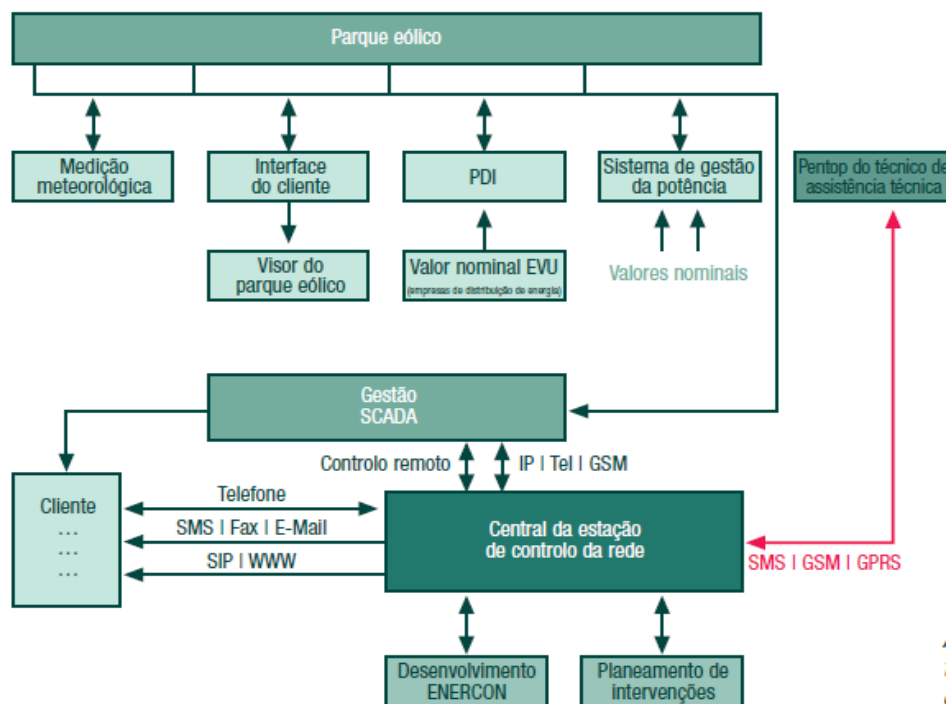 Parque eólico
Medição
meteorológica
Interface
do cliente
PDI
Sistema de gestão
da potência
Pentop do técnico de
assistência técnica
Visor do
parque eólico
Valor nominal EVU
(empresas de distribuição de energia)
Valores nominais
Gestão
SCADA
Controlo remoto
IP | Tel | GSM
Cliente
...
...
...
Telefone
SMS | Fax | E-Mail
SIP | WWW
Central da estação
de controlo da rede
SMS | GSM | GPRS
Desenvolvimento
ENERCON
Planeamento de
intervenções